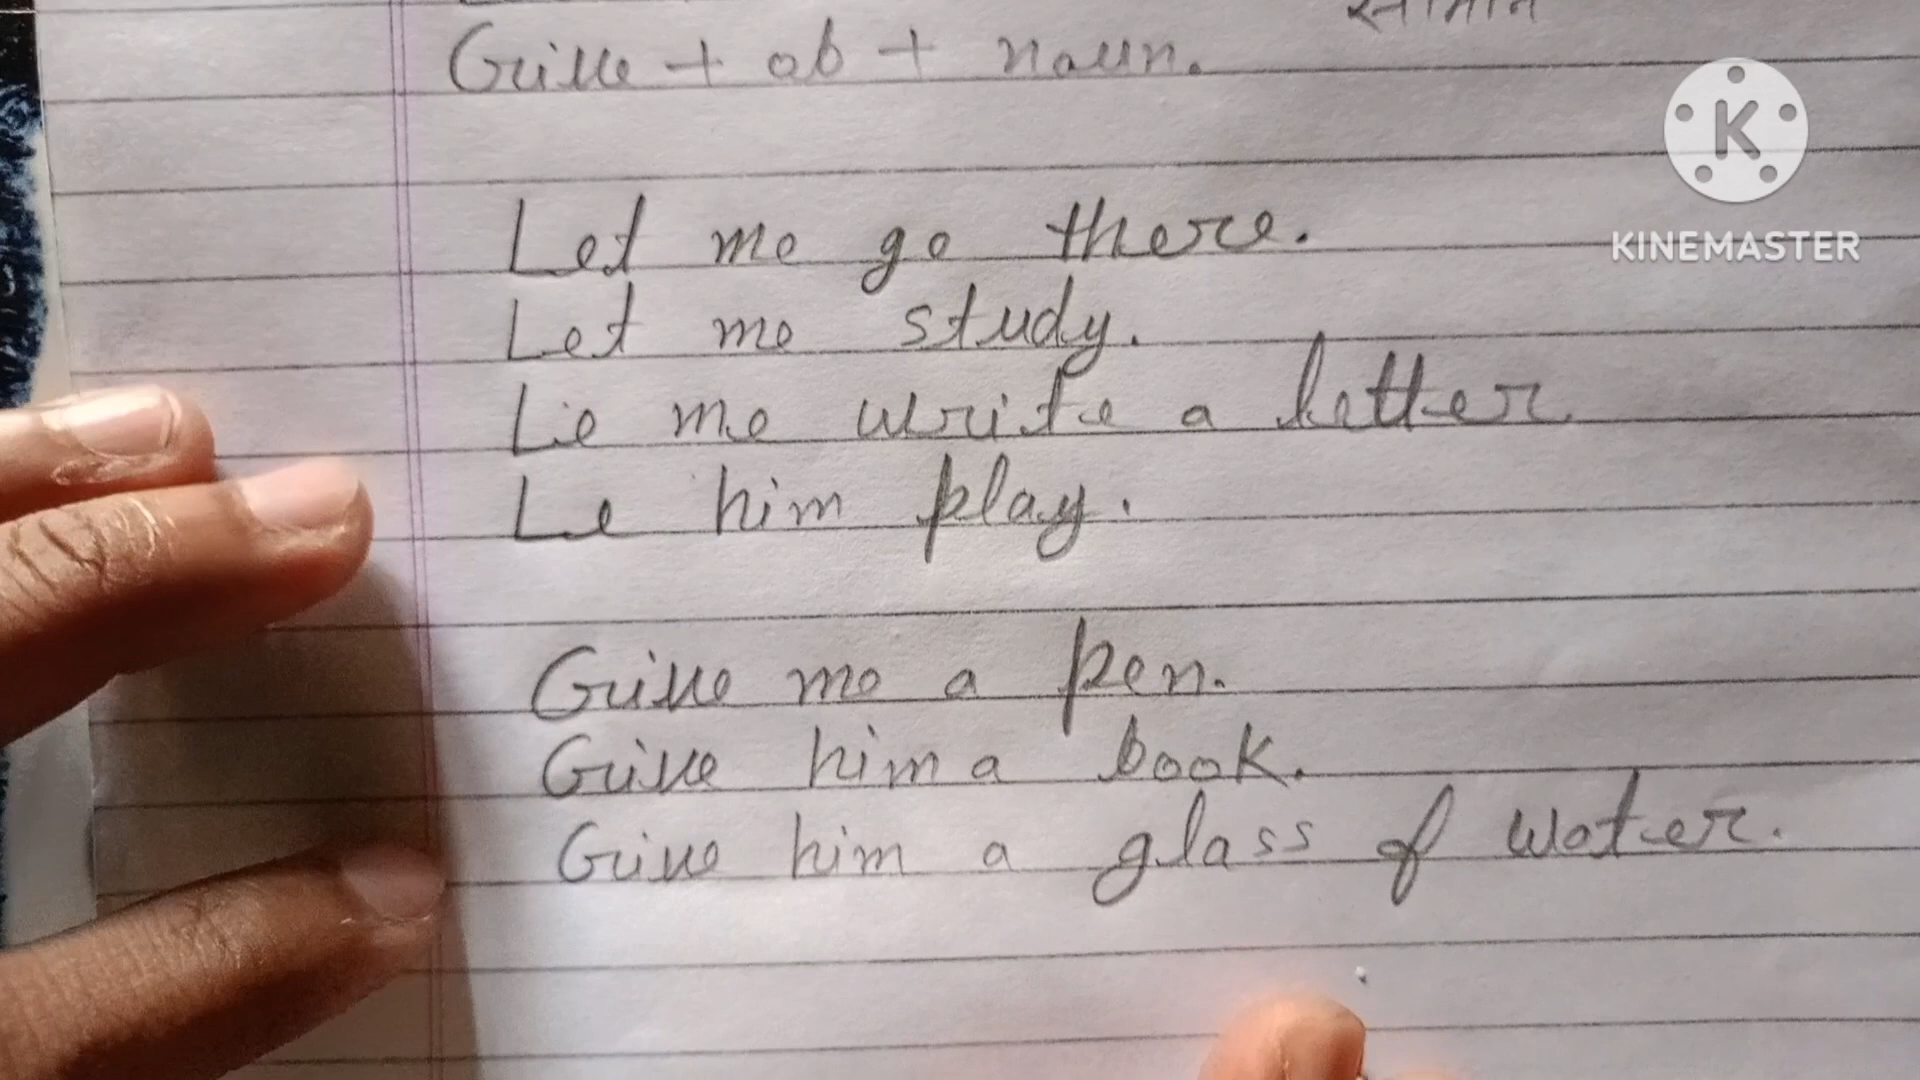 सामान
Give + ob + noun.
Let me go there.
Let me study.
Lie me write a letter
Le him play.
Give me a pen.
Give him a book.
Give him a glass of water.
K
KINEMASTER